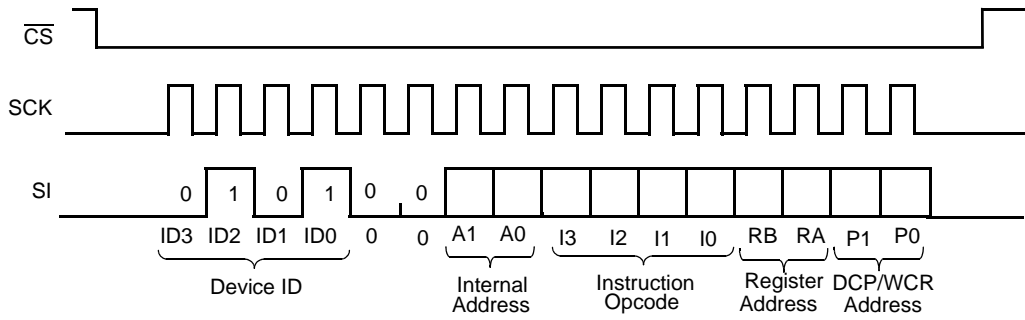 CS
SCK
SI
0 1 0 1 0 0
ID3 ID2 ID1 ID0 0 0 A1 A0 I3 I2 I1 I0 RB RA P1 P0
Device ID
Internal
Address
Instruction
Opcode
Register
Address
DCP/WCR
Address